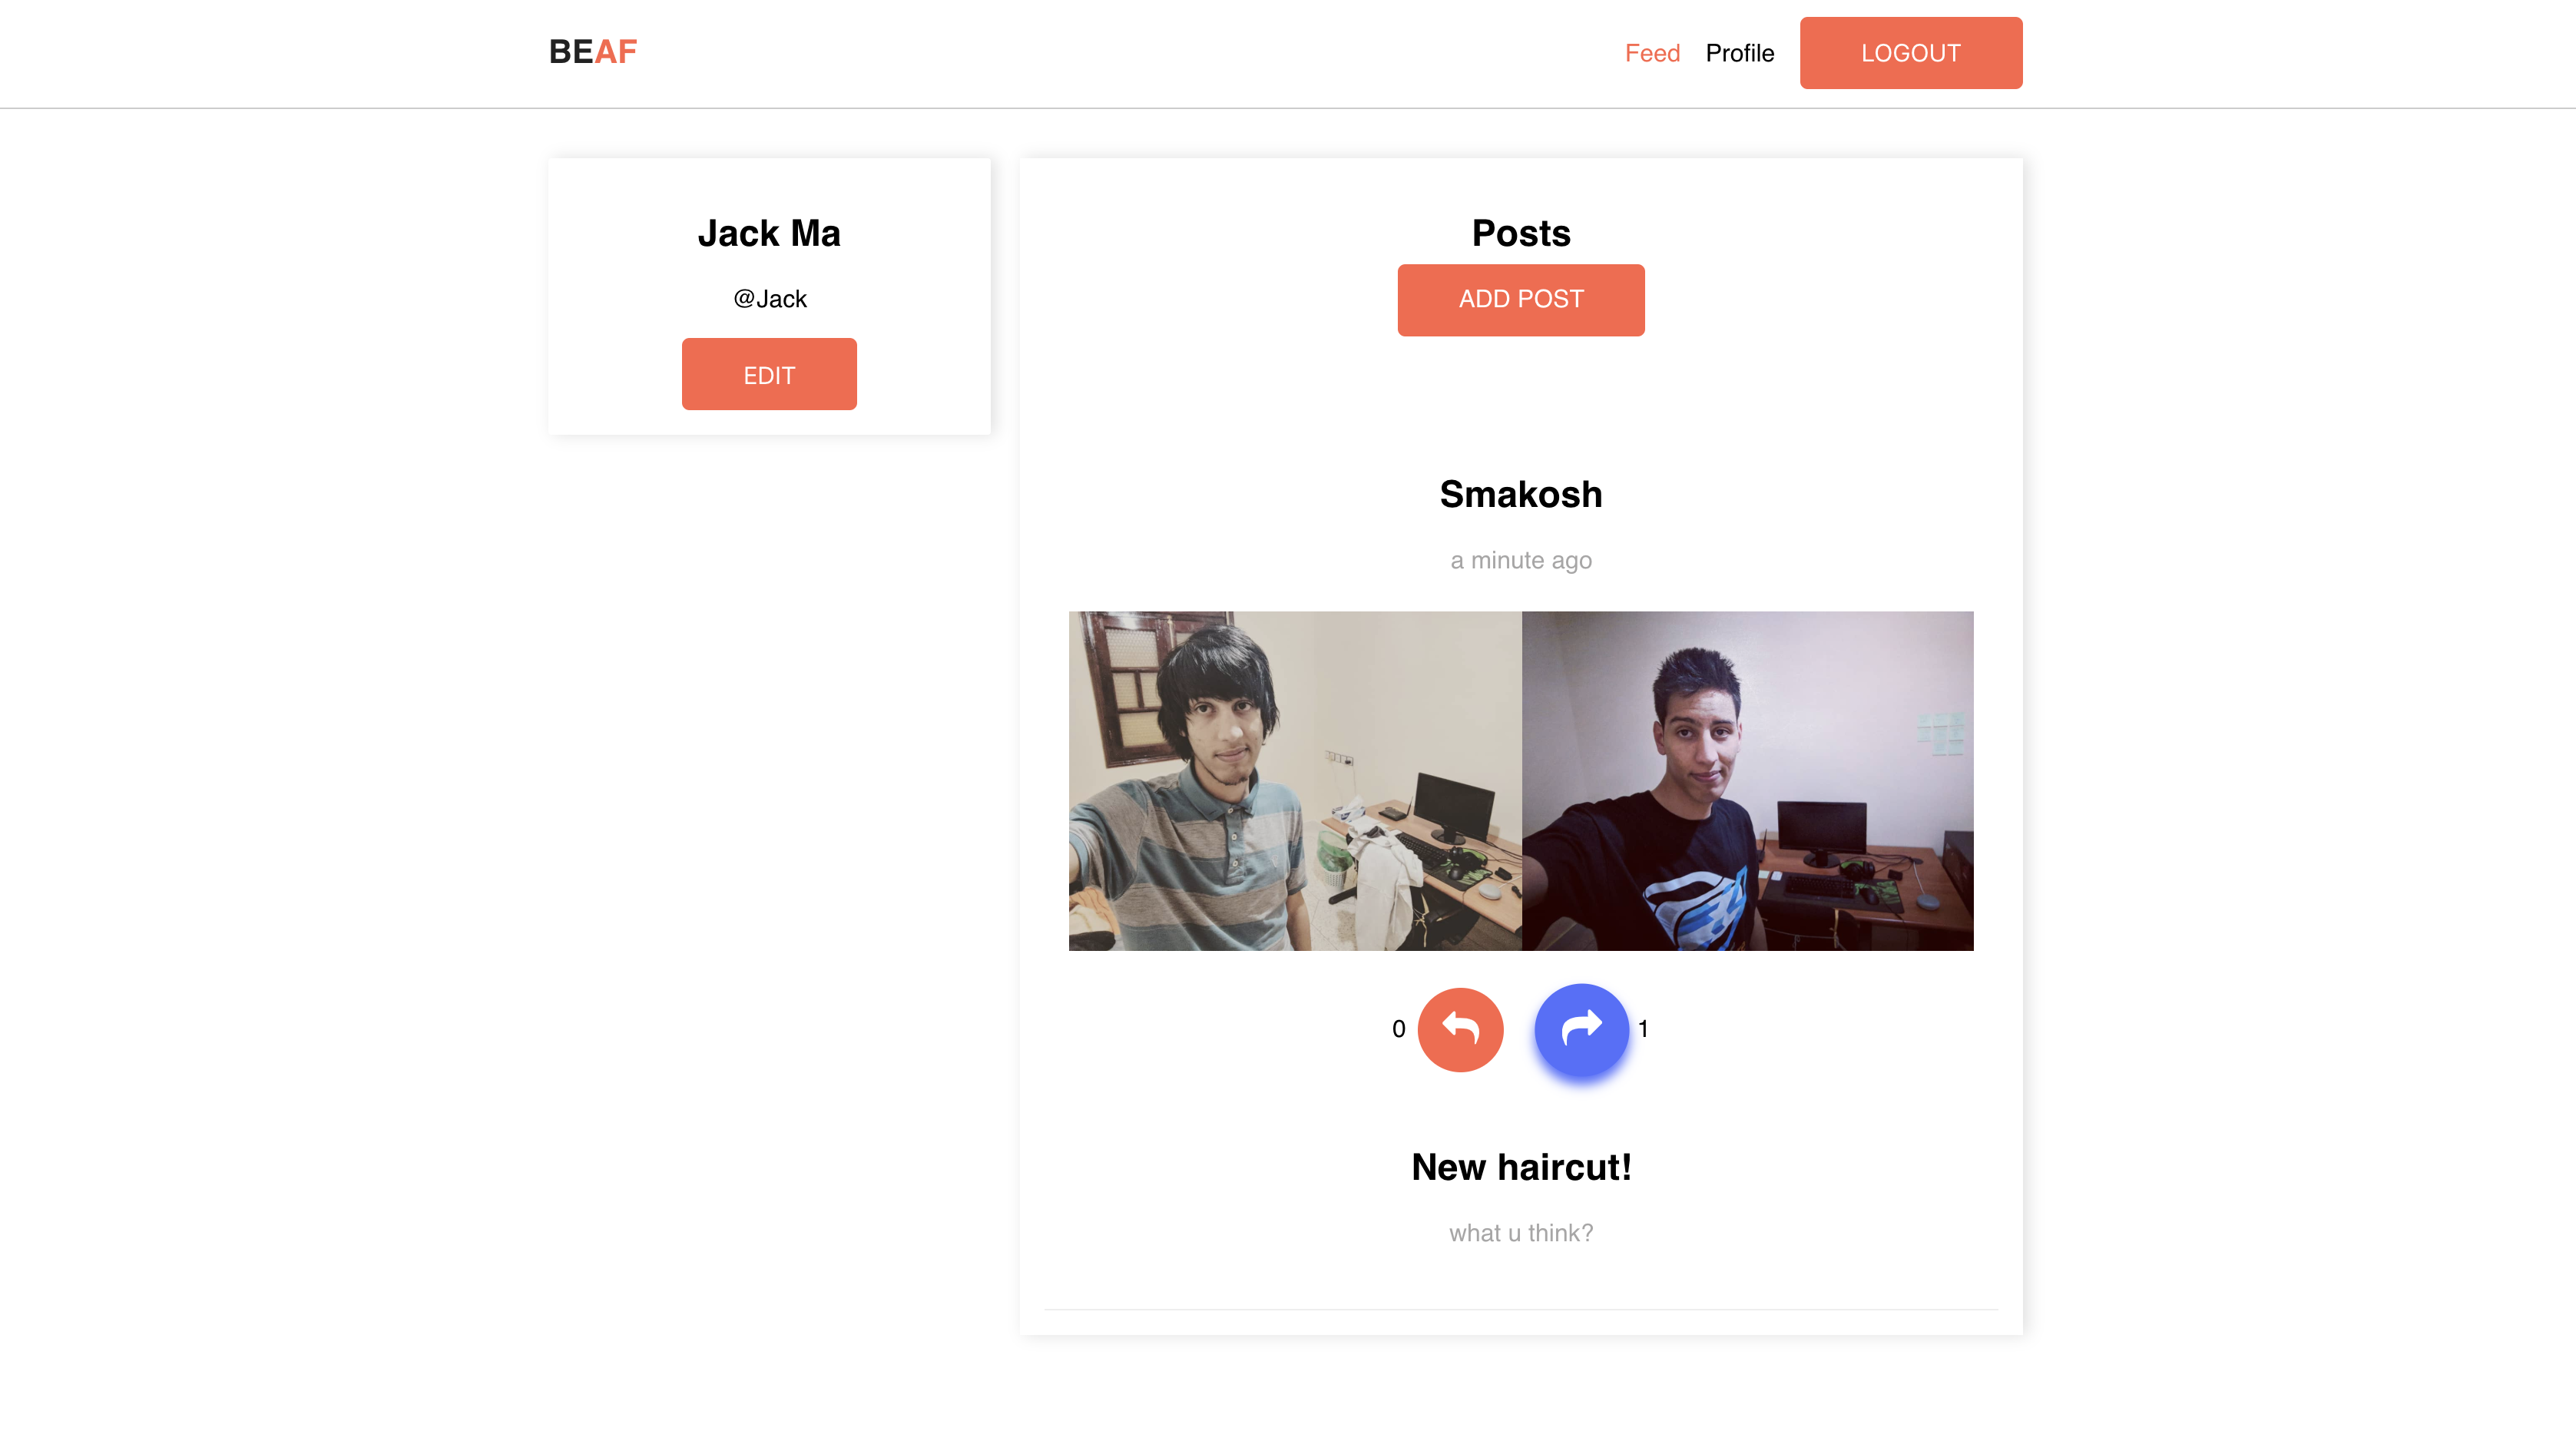 BEAF
Feed Profile LOGOUT
Jack Ma
@Jack
EDIT
Posts
ADD POST
Smakosh
a minute ago
0 1
New haircut!
what u think?